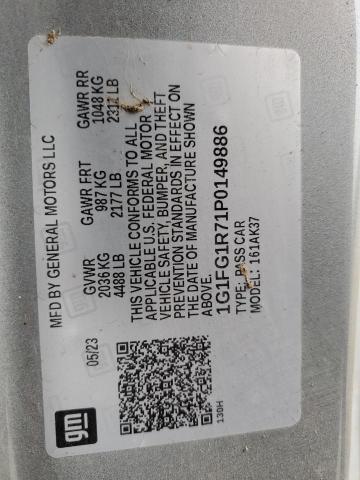 gm
MFD BY GENERAL MOTORS LLC
05/23
GVWR GAWR FRT GAWR RR
2036 KG 987 KG 1048 KG
4488 LB 2177 LB 2311 LB
THIS VEHICLE CONFORMS TO ALL
APPLICABLE U.S. FEDERAL MOTOR
VEHICLE SAFETY, BUMPER, AND THEFT
PREVENTION STANDARDS IN EFFECT ON
THE DATE OF MANUFACTURE SHOWN
ABOVE.
1G1FG1R71P0149886
TYPE: PASS CAR
MODEL: 161AK37
130H